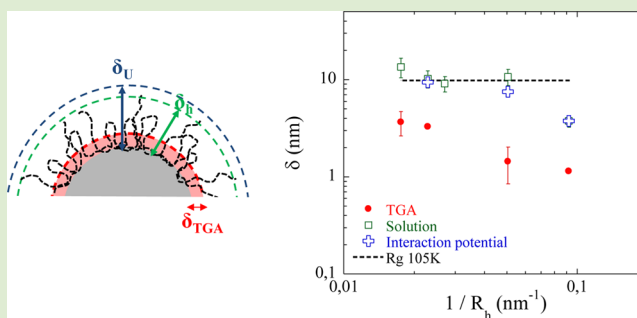 δU
δh
δTGA
δ (nm)
10
1
0,1
TGA
Solution
Interaction potential
Rg 105K
0,01
0,1
1 / Rh (nm-1)